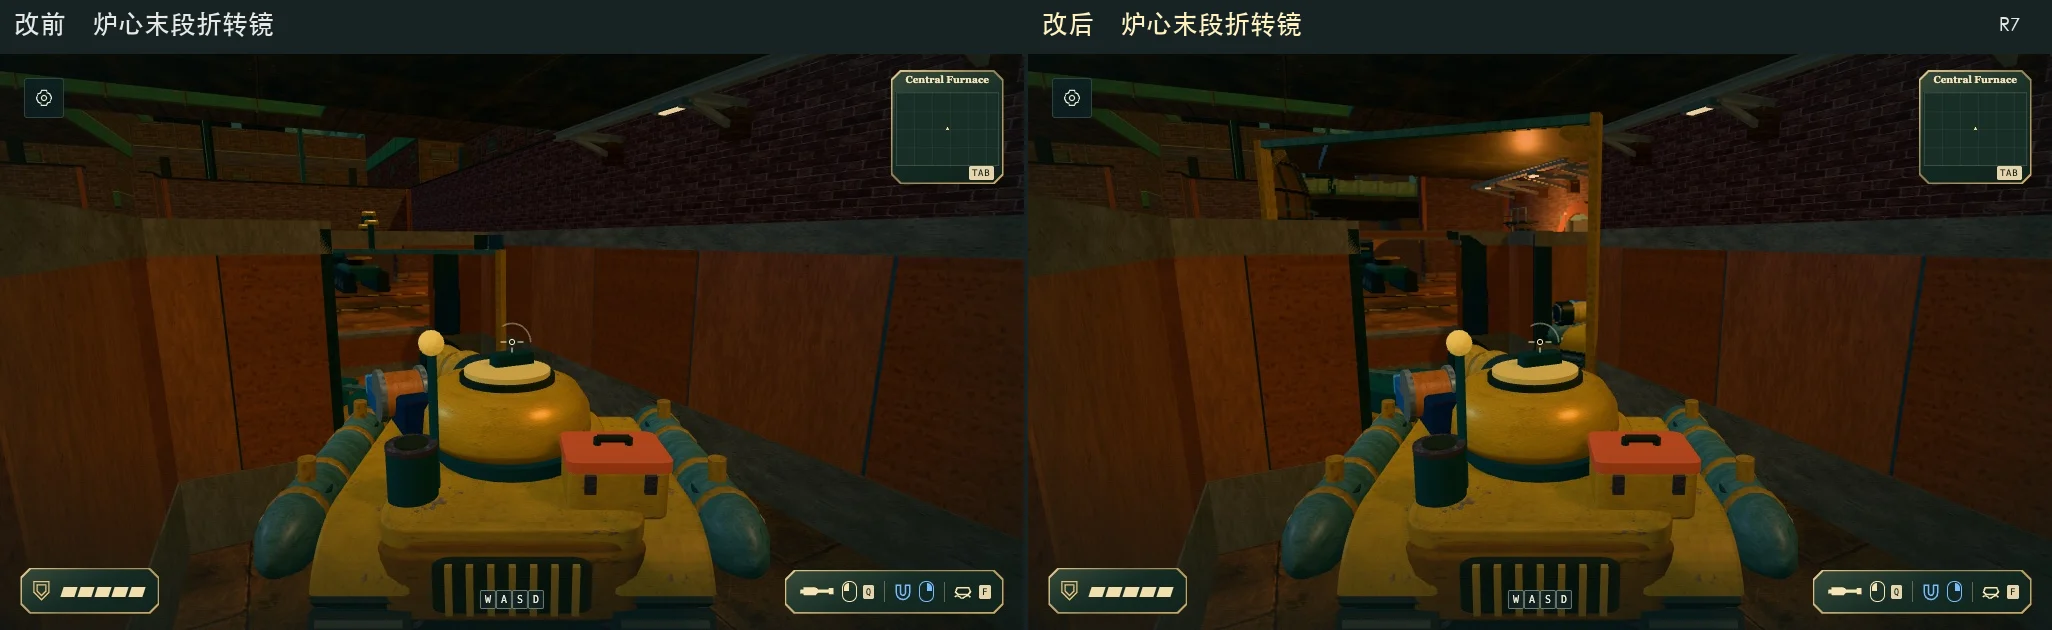 改前 炉心末段折转镜
改后 炉心末段折转镜
R7
Central Furnace
TAB
W A S D
Q
F
Central Furnace
TAB
W A S D
Q
F